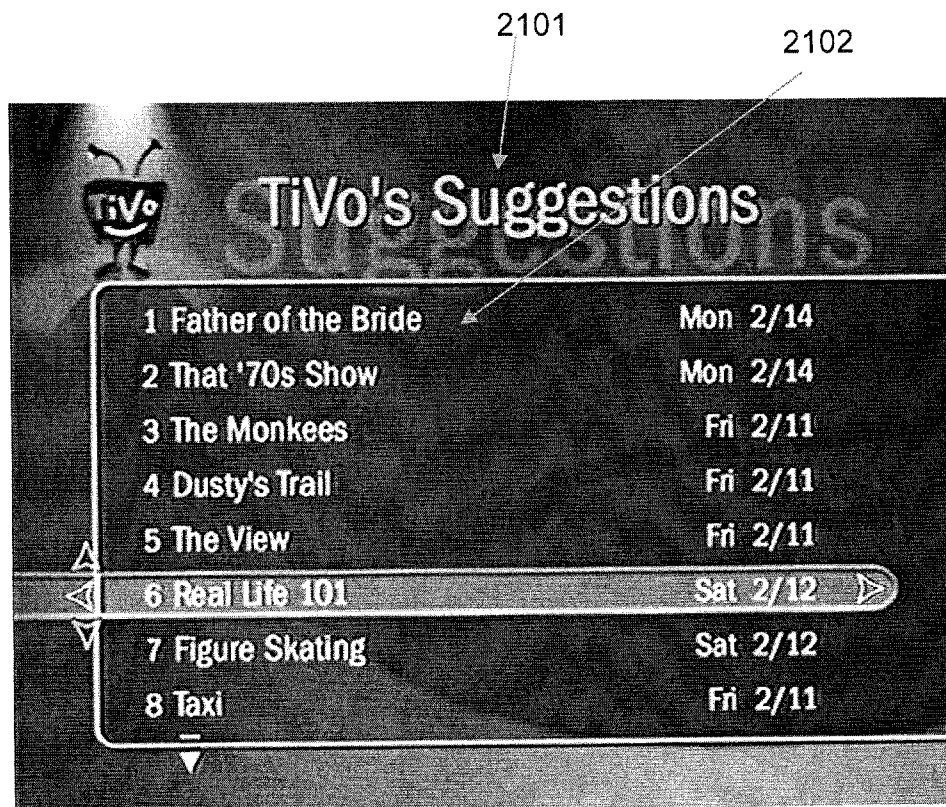 2101
2102
TiVo
TiVo's Suggestions
Suggestions
1 Father of the Bride Mon 2/14
2 That '70s Show Mon 2/14
3 The Monkees Fri 2/11
4 Dusty's Trail Fri 2/11
5 The View Fri 2/11
6 Real Life 101 Sat 2/12
7 Figure Skating Sat 2/12
8 Taxi Fri 2/11